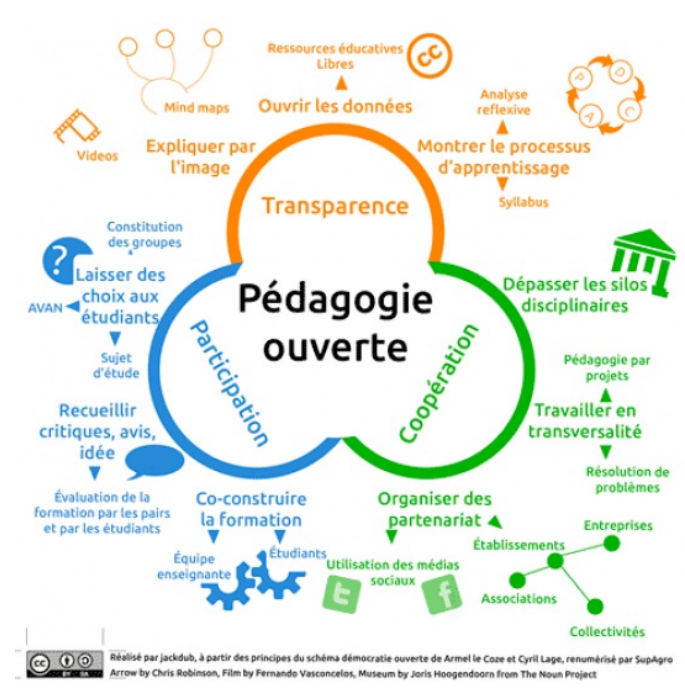 Ressources éducatives
Libres
cc
Mind maps
Ouvrir les données
Videos
Expliquer par
l'image
Analyse
reflexive
P
D
C
A
Montrer le processus
d'apprentissage
Syllabus
Transparence
Pédagogie
ouverte
Participation
Coopération
Constitution
des groupes
?
Laisser des
choix aux
étudiants
AVAN
Sujet
d'étude
Recueillir
critiques, avis,
idée
Évaluation de la
formation par les pairs
et par les étudiants
Co-construire
la formation
Équipe
enseignante
Étudiants
Dépasser les silos
disciplinaires
Pédagogie par
projets
Travailler en
transversalité
Résolution de
problèmes
Organiser des
partenariat
Utilisation des médias
sociaux
t
f
Établissements
Entreprises
Associations
Collectivités
cc
BY
SA
Réalisé par jackdub, à partir des principes du schéma démocratie ouverte de Armel le Coze et Cyril Lage, renumérisé par SupAgro
Arrow by Chris Robinson, Film by Fernando Vasconcelos, Museum by Joris Hoogendoorn from The Noun Project